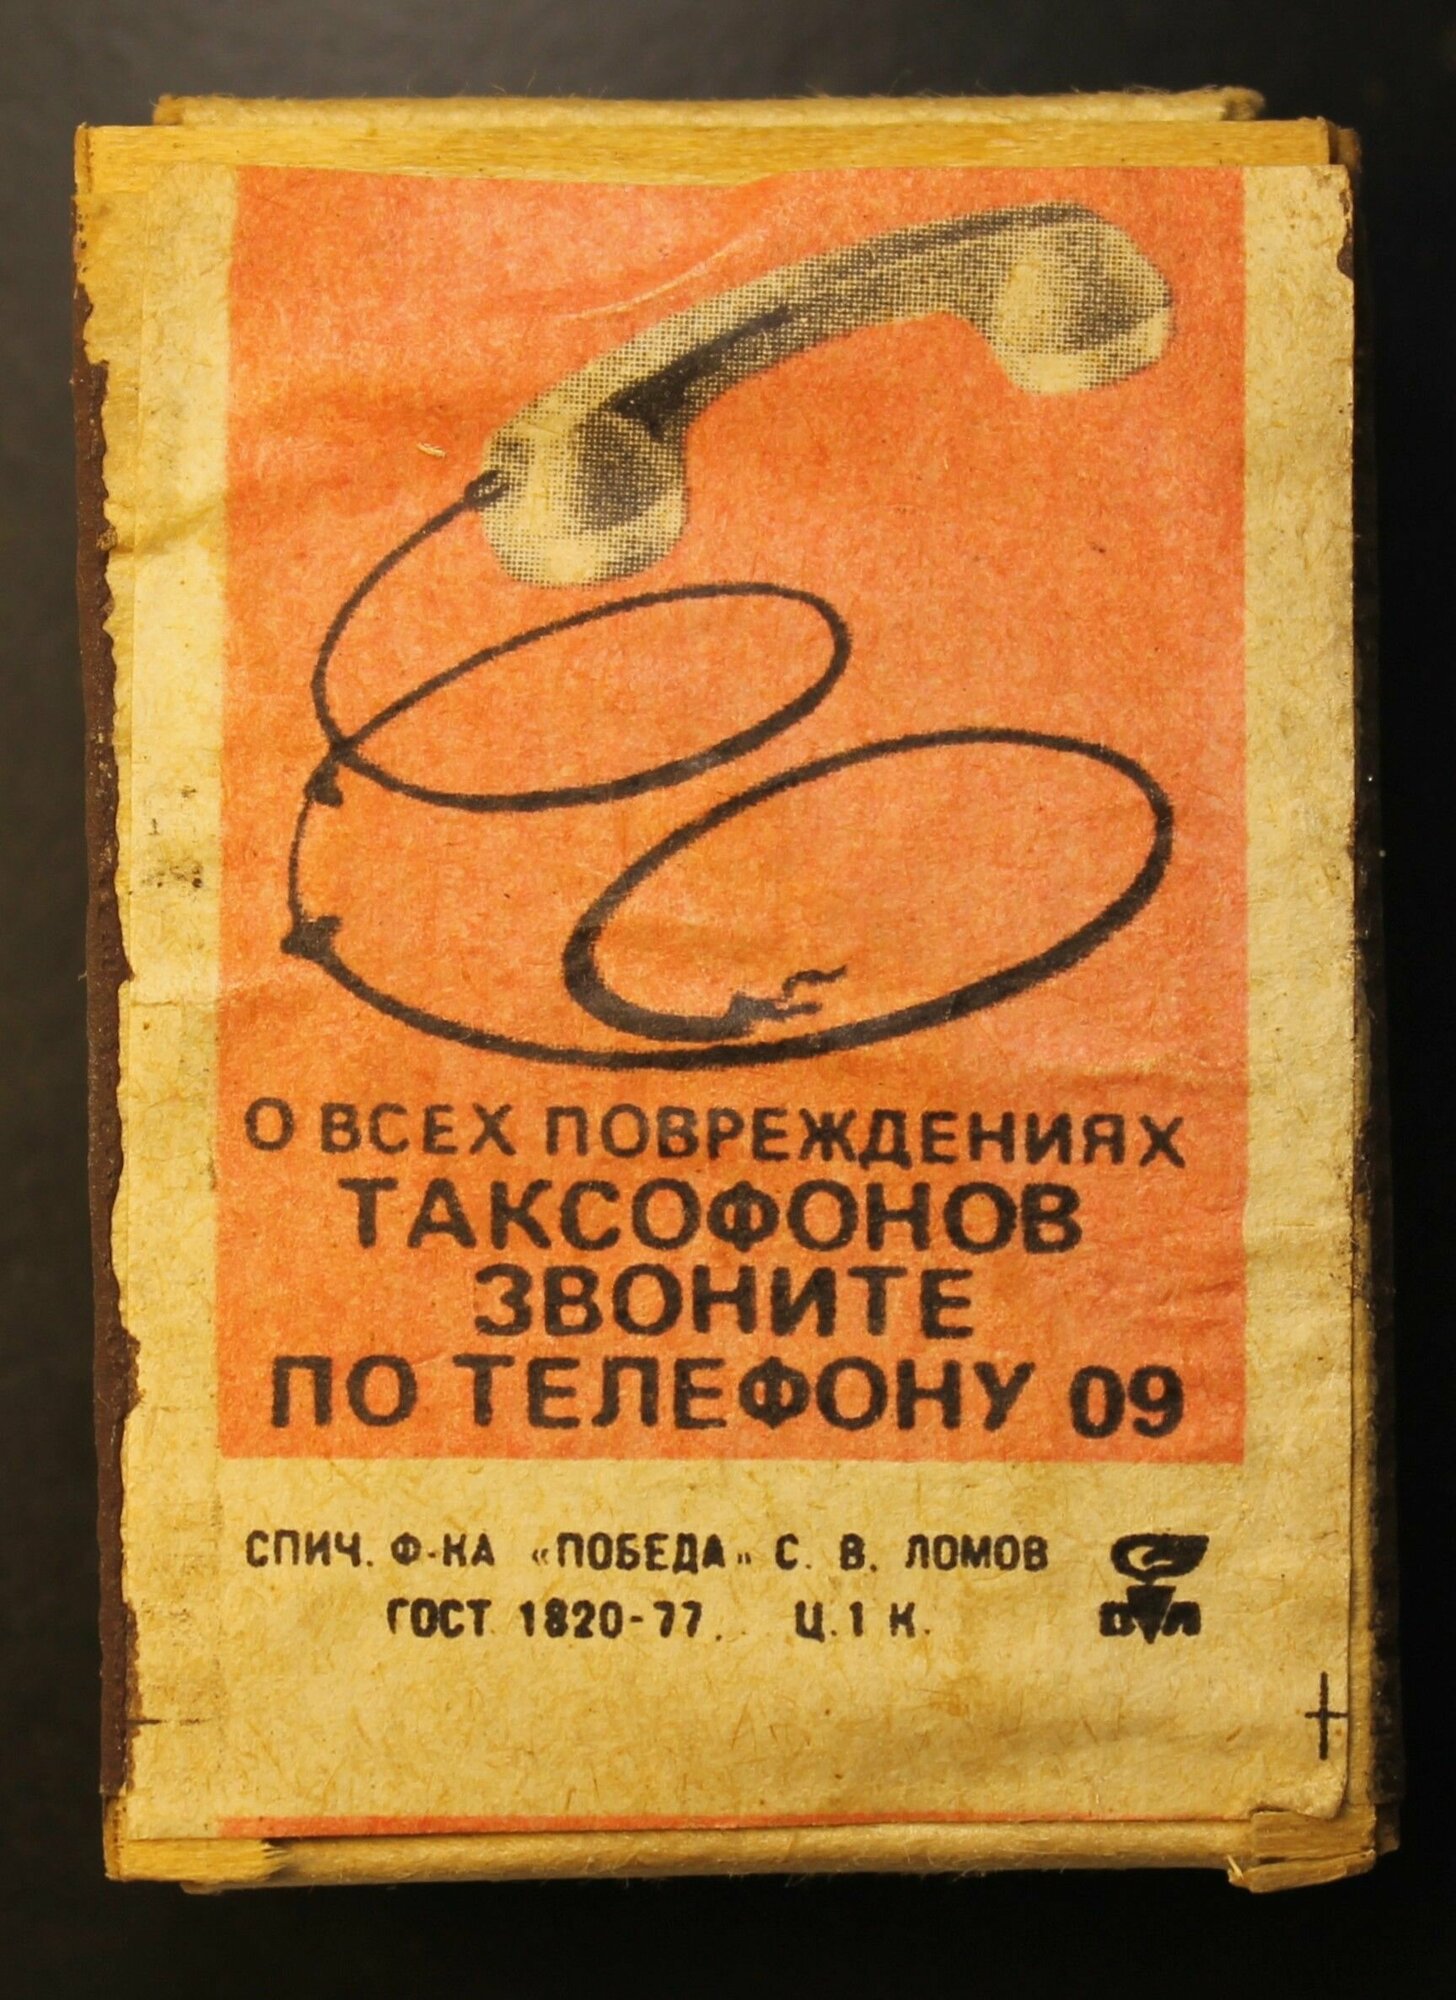 О ВСЕХ ПОВРЕЖДЕНИЯХ
ТАКСОФОНОВ
ЗВОНИТЕ
ПО ТЕЛЕФОНУ 09
СПИЧ. Ф-КА «ПОБЕДА» С. В. ЛОМОВ
ГОСТ 1820-77. Ц. 1 К.